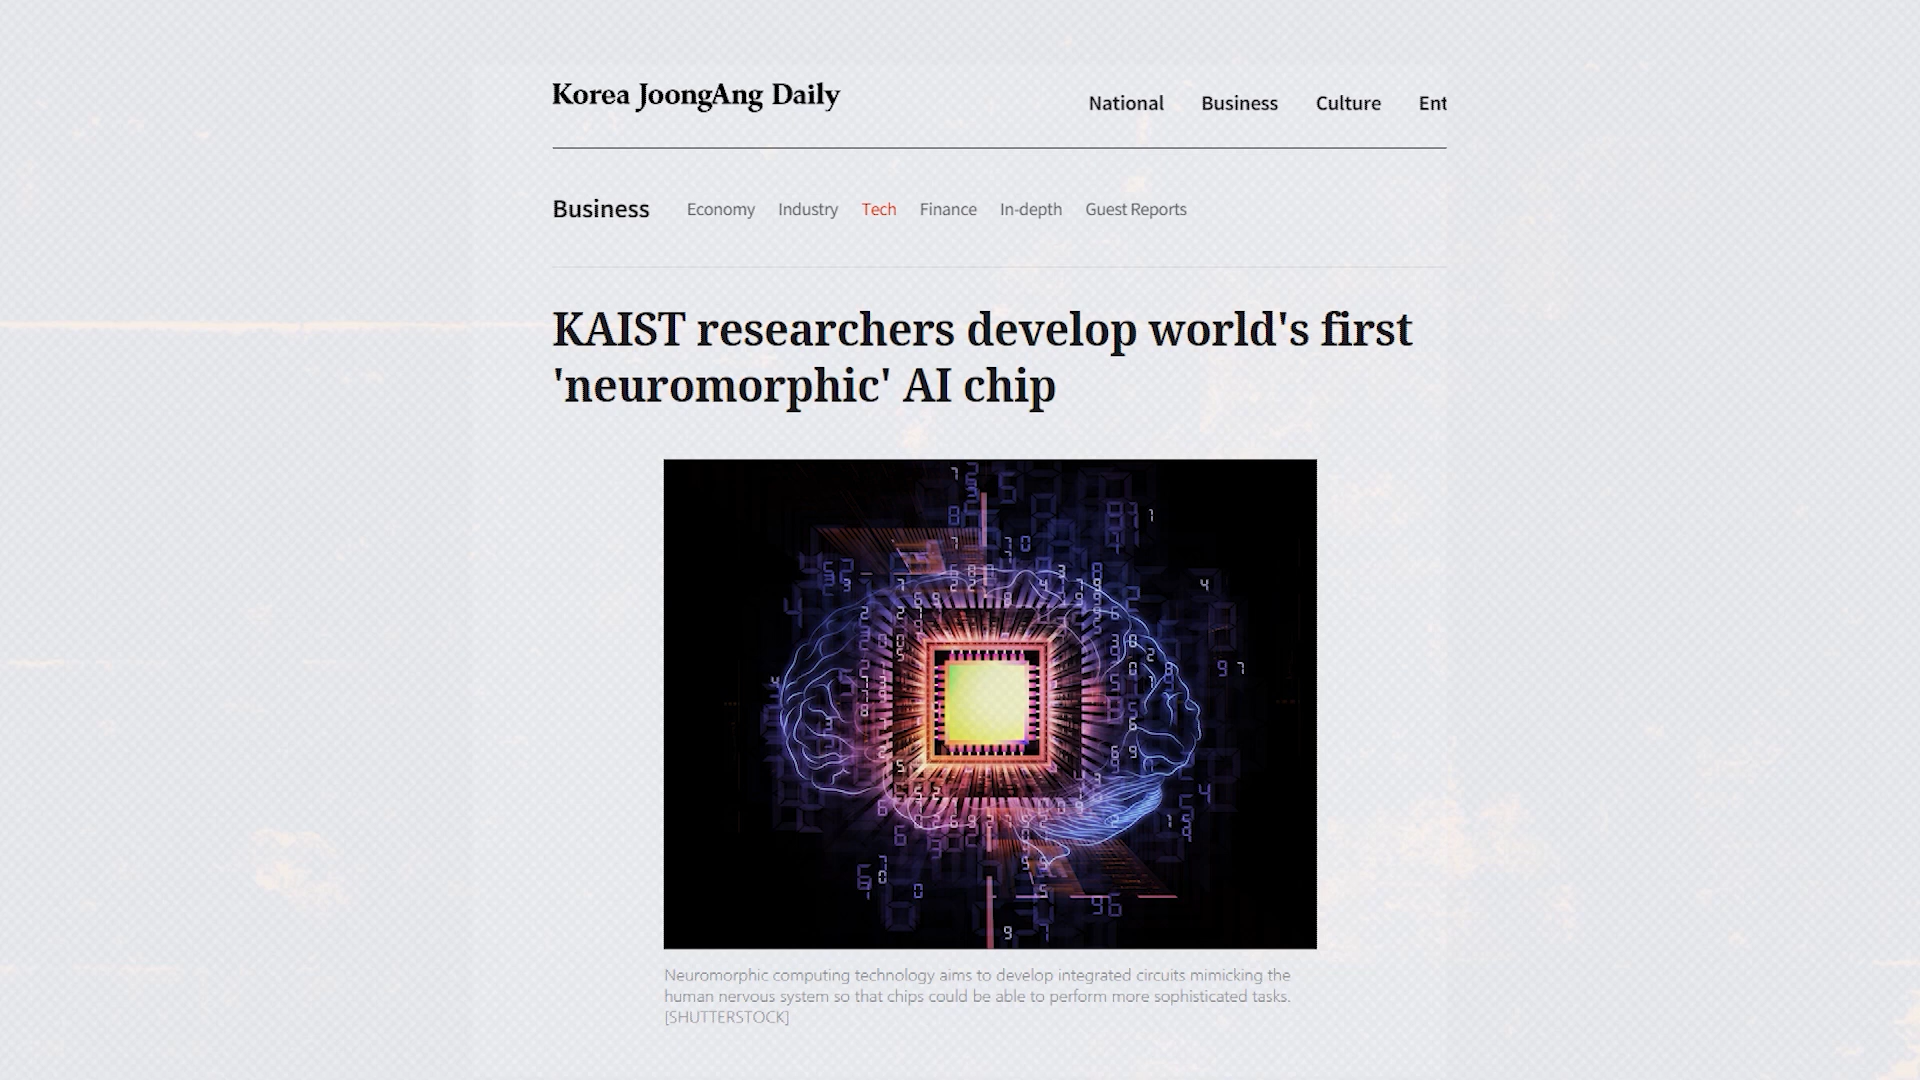 Korea JoongAng Daily
National Business Culture Ent
Business Economy Industry Tech Finance In-depth Guest Reports
KAIST researchers develop world's first
'neuromorphic' AI chip
Neuromorphic computing technology aims to develop integrated circuits mimicking the
human nervous system so that chips could be able to perform more sophisticated tasks.
[SHUTTERSTOCK]